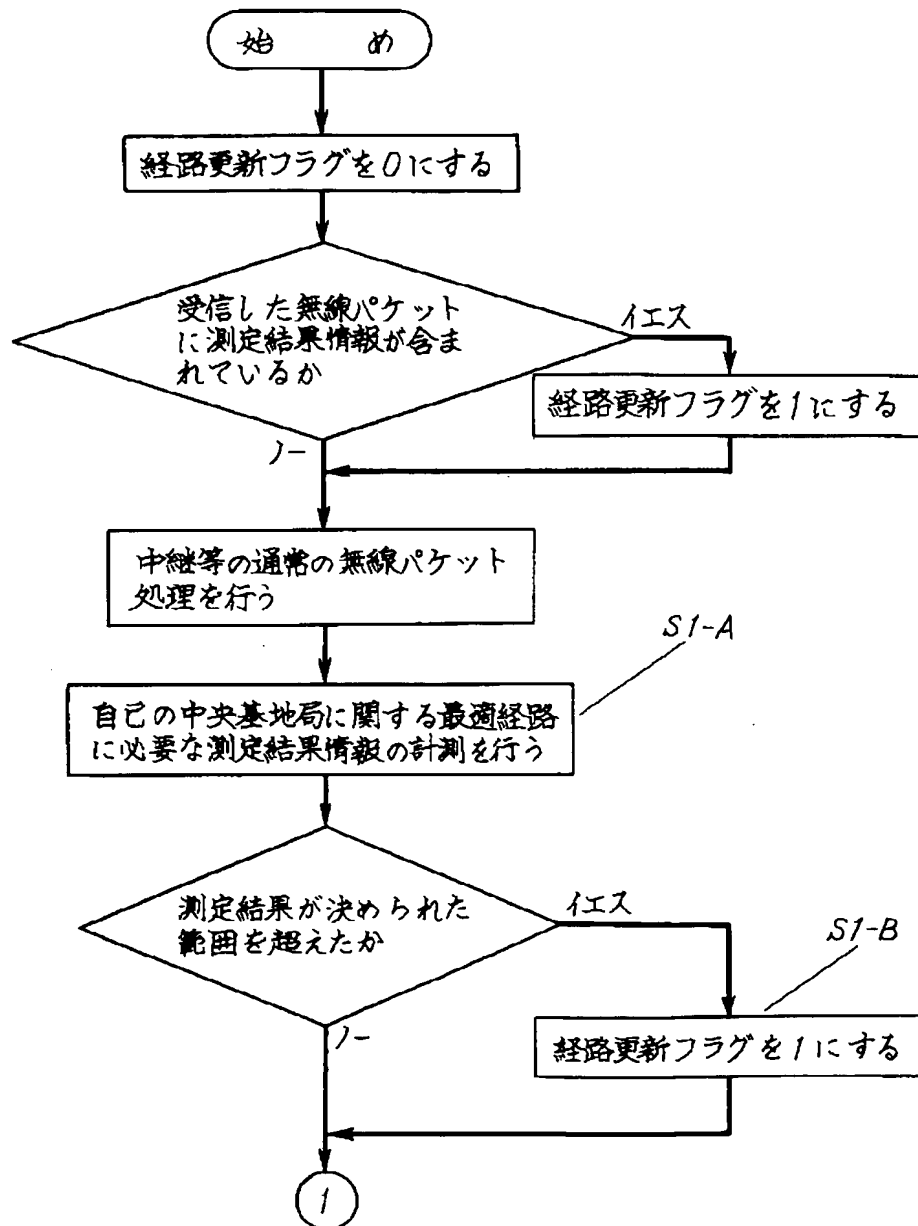 始 め
経路更新フラグを0にする
受信した無線パケット
に測定結果情報が含ま
れているか
イエス
経路更新フラグを1にする
ノー
中継等の通常の無線パケット
処理を行う
S1-A
自己の中央基地局に関する最適経路
に必要な測定結果情報の計測を行う
測定結果が決められた
範囲を超えたか
イエス
S1-B
経路更新フラグを1にする
ノー
1